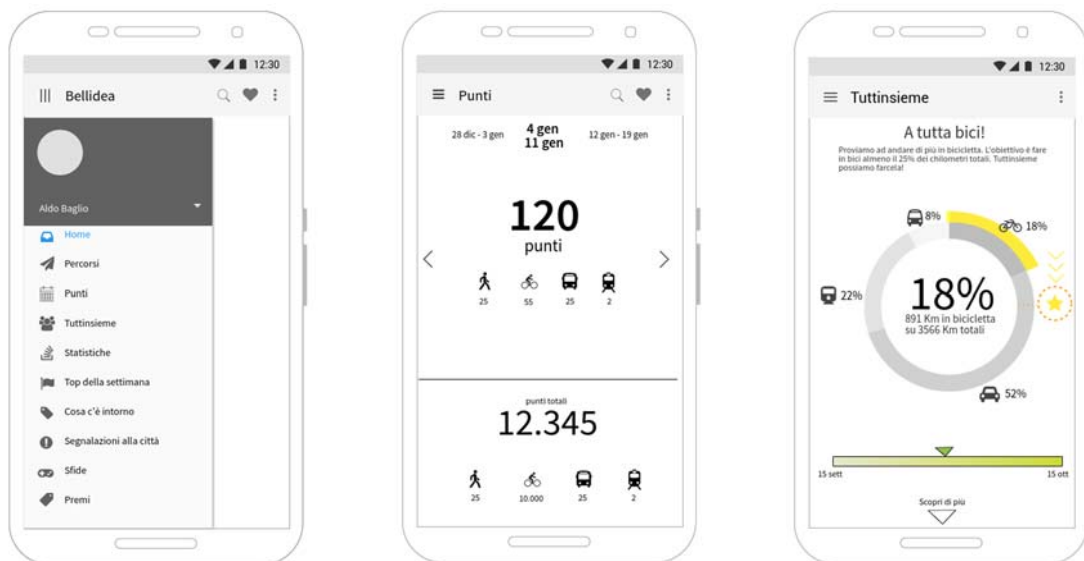 12:30
Bellidea
Aldo Baglio
Home
Percorsi
Punti
Tuttinsieme
Statistiche
Top della settimana
Cosa c'è intorno
Segnalazioni alla città
Sfide
Premi
12:30
Punti
28 dic - 3 gen
4 gen
11 gen
12 gen - 19 gen
120
punti
25 55 25 2
punti totali
12.345
25 10.000 25 2
12:30
Tuttinsieme
A tutta bici!
Proviamo ad andare di più in bicicletta. L'obiettivo è fare
in bici almeno il 25% dei chilometri totali. Tuttinsieme
possiamo farcela!
8%
18%
22%
18%
891 Km in bicicletta
su 3566 Km totali
52%
15 sett 15 ott
Scopri di più